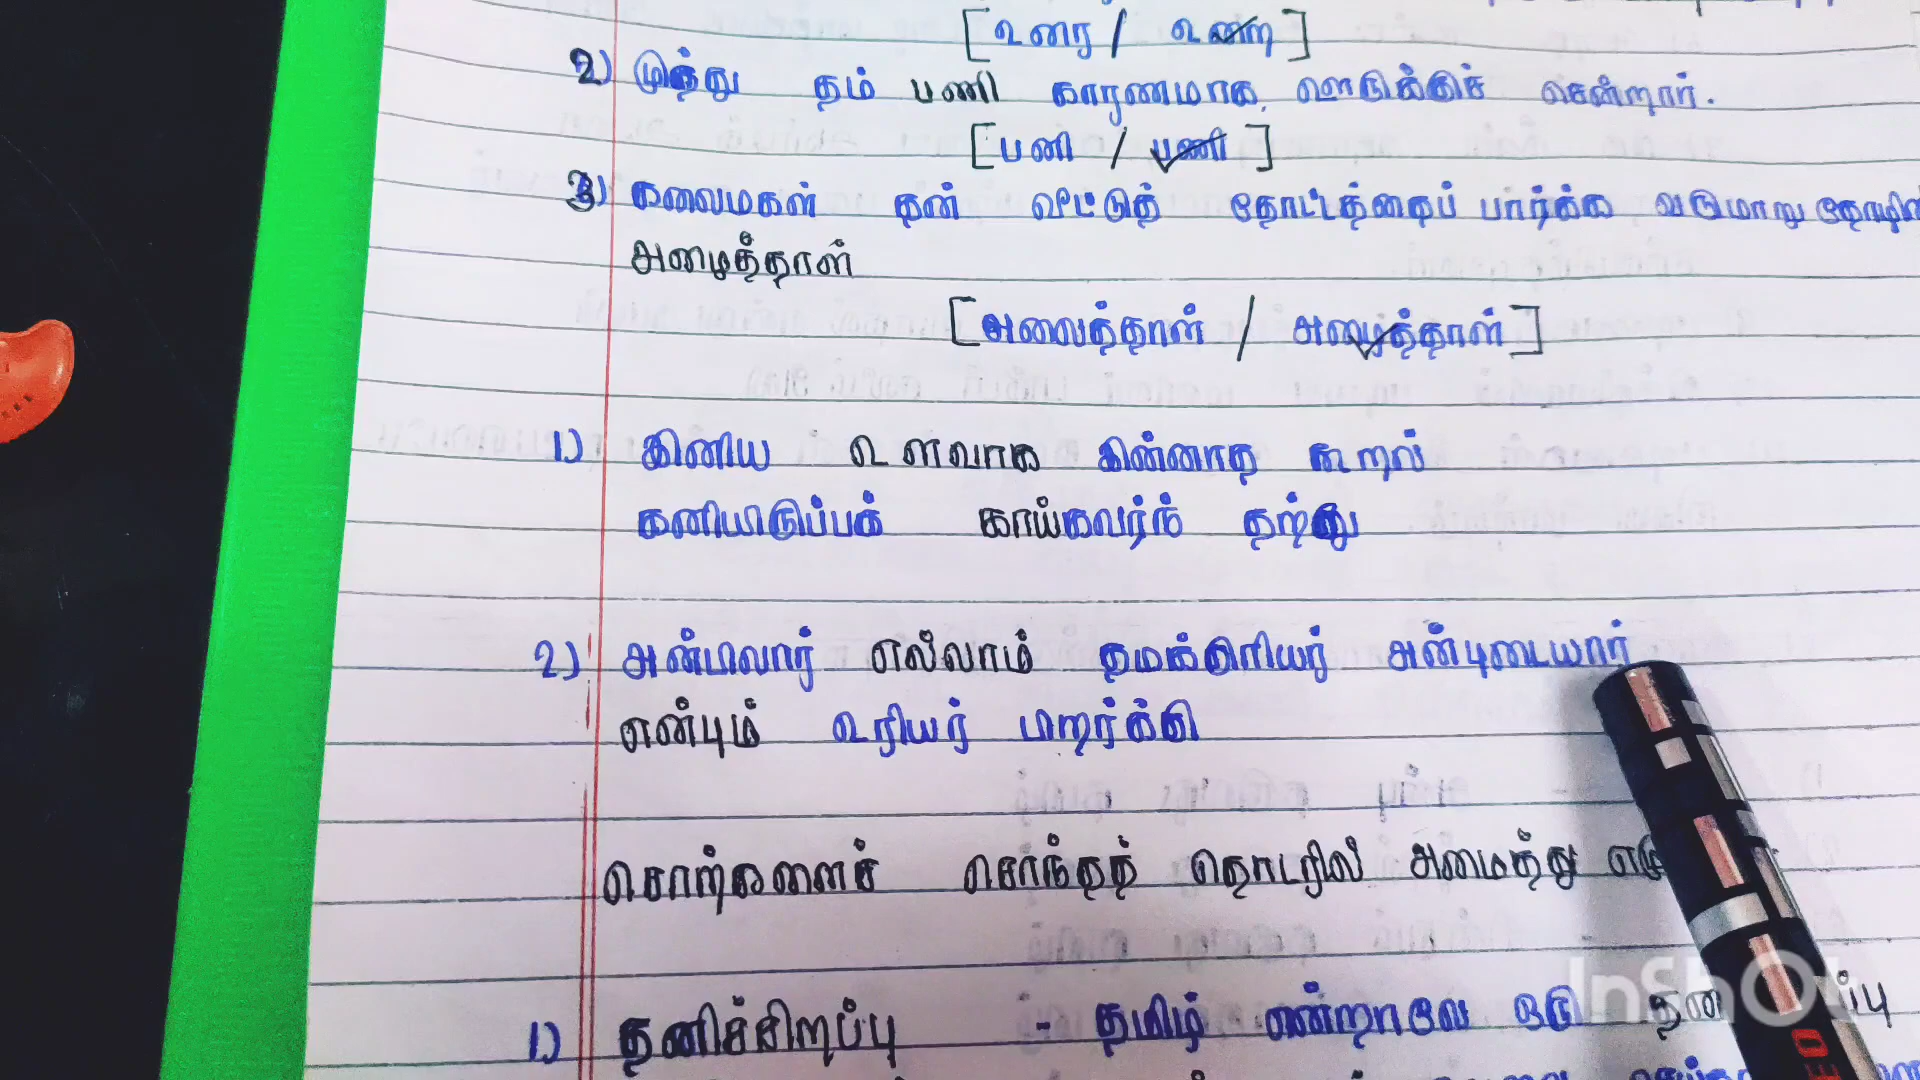 [உரை / உறை]
2) முத்து தம் பணி காரணமாக ஊருக்குச் சென்றார்.
[பனி / பணி]
3) கலைமகள் தன் வீட்டுத் தோட்டத்தைப் பார்க்க வருமாறு
அழைத்தாள்
[அலைத்தாள் / அழைத்தாள்]
1) இனிய உளவாக இன்னாத கூறல்
கனியிருப்பக் காய்கவர்ந் தற்று
2) அன்பிலார் எல்லாம் தமக்குரியர் அன்புடையார்
என்பும் உரியர் பிறர்க்கு
சொற்களைச் சொந்தத் தொடரில் அமைத்து
1) தனிச்சிறப்பு - தமிழ் என்றாலே ஒரு
InShot